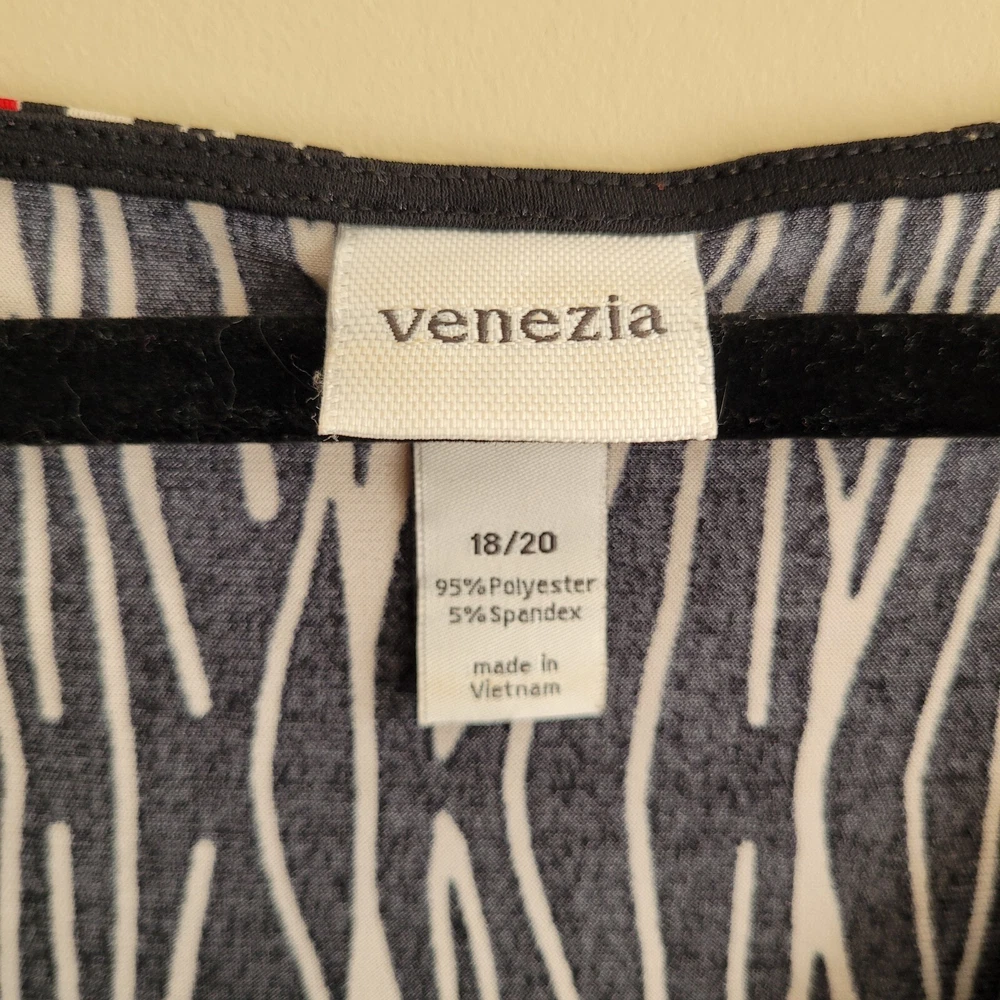 venezia
18/20
95%Polyester
5%Spandex
made in
Vietnam